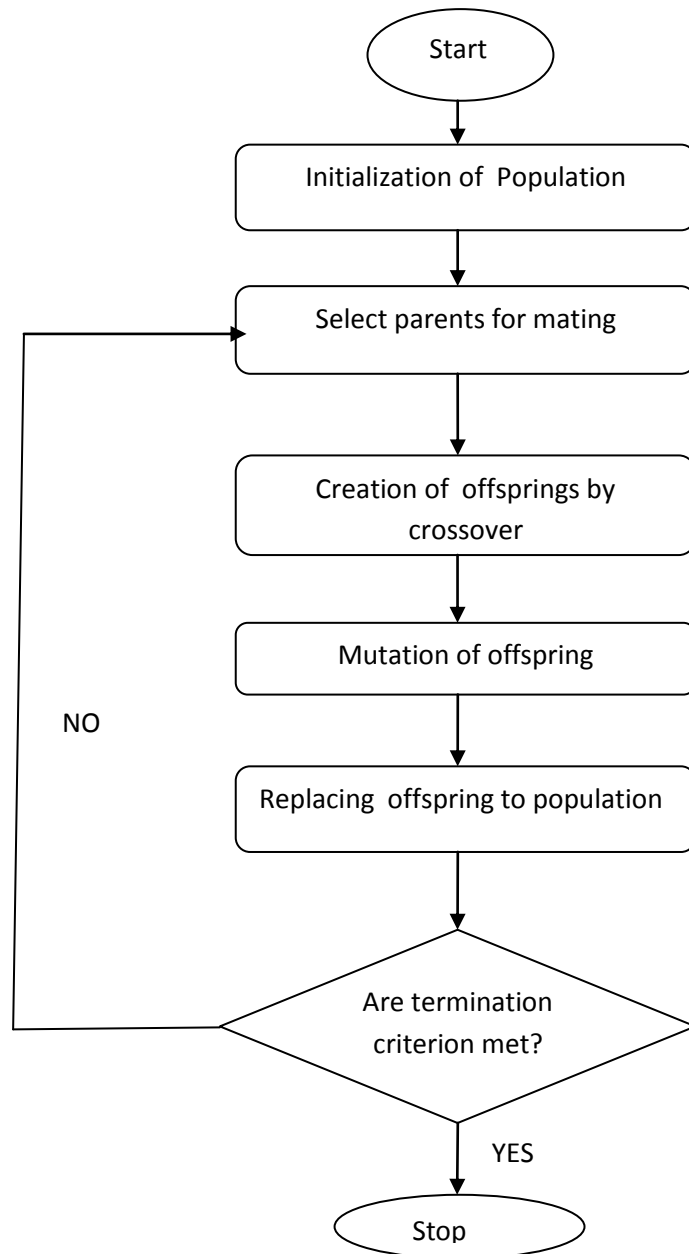 Start
Initialization of Population
Select parents for mating
Creation of offsprings by
crossover
Mutation of offspring
NO
Replacing offspring to population
Are termination
criterion met?
YES
Stop